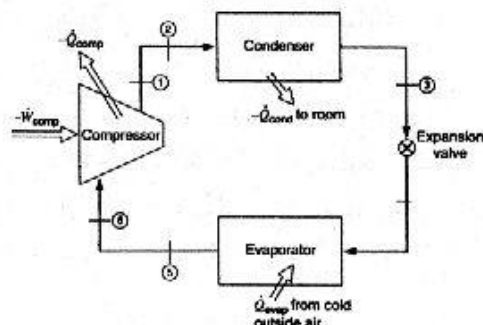 -Q̇comp
②
Condenser
①
③
-Q̇cond to room
-Ẇcomp
Compressor
Expansion
valve
⑥
Evaporator
⑤
Q̇evap from cold
outside air